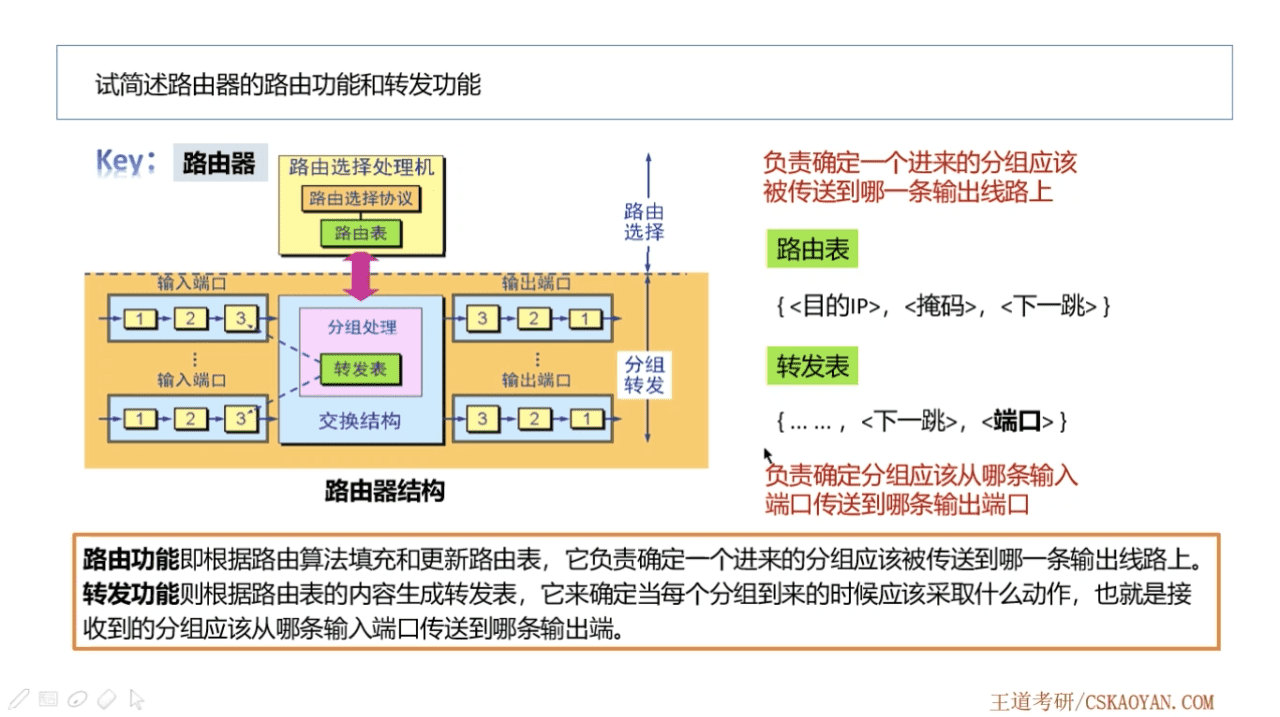 试简述路由器的路由功能和转发功能
Key：
路由器
路由选择处理机
路由选择协议
路由表
路由
选择
输入端口
1
2
3
⋮
输入端口
1
2
3
分组处理
转发表
交换结构
输出端口
3
2
1
⋮
输出端口
3
2
1
分组
转发
路由器结构
负责确定一个进来的分组应该
被传送到哪一条输出线路上
路由表
{ <目的IP>，<掩码>，<下一跳> }
转发表
{ ... ... ，<下一跳>，<端口> }
负责确定分组应该从哪条输入
端口传送到哪条输出端口
路由功能即根据路由算法填充和更新路由表，它负责确定一个进来的分组应该被传送到哪一条输出线路上。
转发功能则根据路由表的内容生成转发表，它来确定当每个分组到来的时候应该采取什么动作，也就是接
收到的分组应该从哪条输入端口传送到哪条输出端。
王道考研/CSKAOYAN.COM